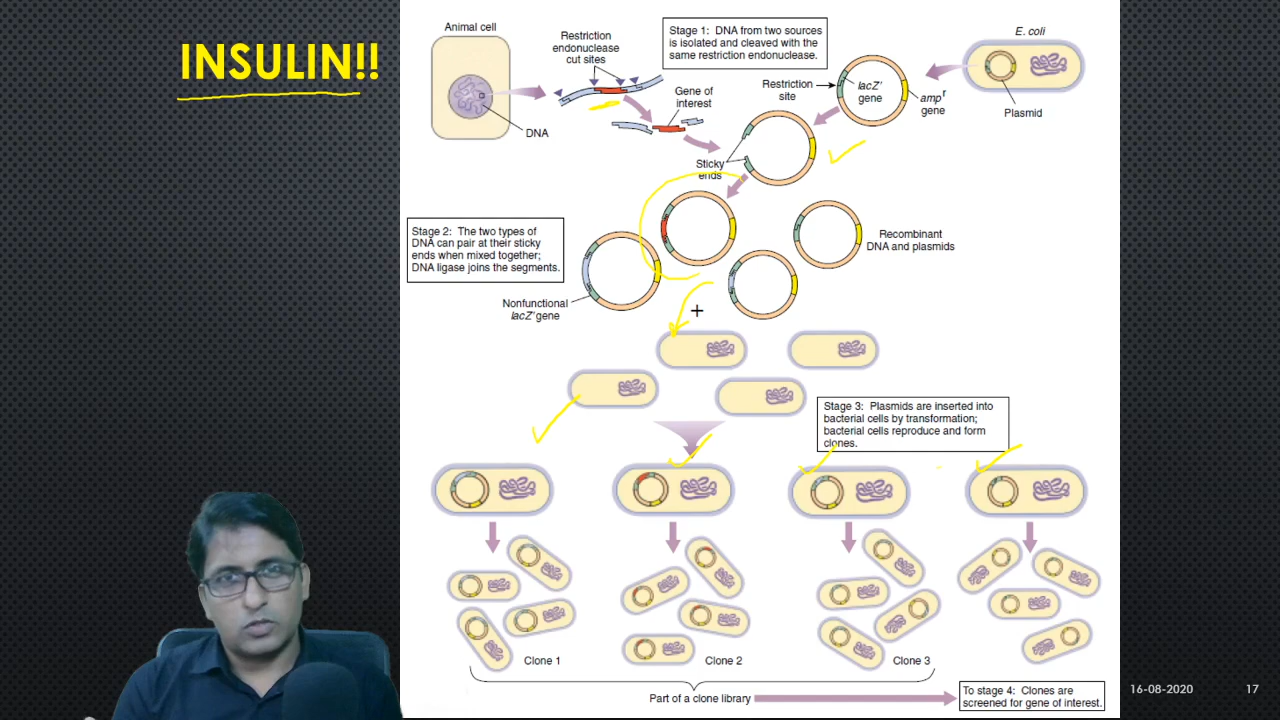 INSULIN!!
Animal cell
Restriction
endonuclease
cut sites
Stage 1: DNA from two sources
is isolated and cleaved with the
same restriction endonuclease.
E. coli
Gene of
interest
Restriction
site
lacZ'
gene
amp^r
gene
Plasmid
DNA
Sticky
ends
Stage 2: The two types of
DNA can pair at their sticky
ends when mixed together;
DNA ligase joins the segments.
Recombinant
DNA and plasmids
Nonfunctional
lacZ' gene
+
Stage 3: Plasmids are inserted into
bacterial cells by transformation;
bacterial cells reproduce and form
clones.
Clone 1
Clone 2
Clone 3
Part of a clone library
To stage 4: Clones are
screened for gene of interest.
16-08-2020
17